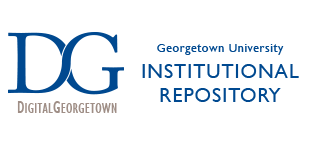 DG
DIGITALGEORGETOWN
Georgetown University
INSTITUTIONAL
REPOSITORY